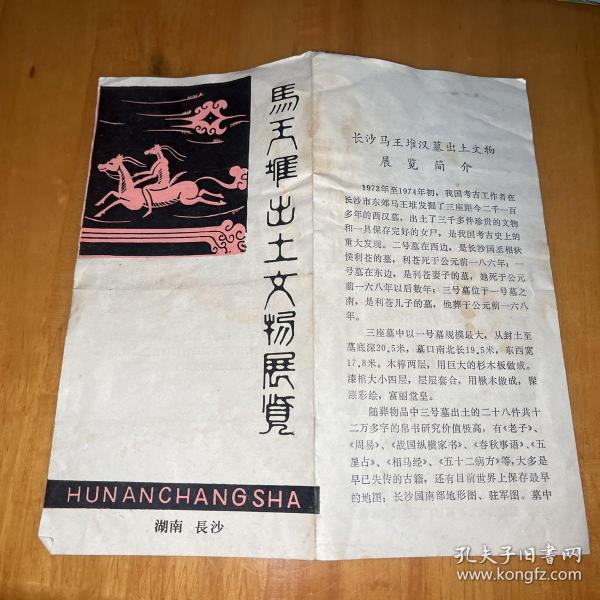 馬王堆出土文物展覽
HUNANCHANGSHA
湖南 長沙
长沙马王堆汉墓出土文物
展览简介
1972年至1974年初，我国考古工作者在
长沙市东郊马王堆发掘了三座距今二千一百
多年的西汉墓，出土了三千多件珍贵的文物
和一具保存完好的女尸，是我国考古史上的
重大发现。二号墓在西边，是长沙国丞相轪
侯利苍的墓，利苍死于公元前一八六年；一
号墓在东边，是利苍妻子的墓，她死于公元
前一六八年以后数年；三号墓位于一号墓之
南，是利苍儿子的墓，他葬于公元前一六八
年。
三座墓中以一号墓规模最大，从封土至
墓底深20.5米，墓口南北长19.5米，东西宽
17.8米。木椁两层，用巨大的杉木板做成。
漆棺大小四层，层层套合，用楸木做成，髹
漆彩绘，富丽堂皇。
随葬物品中三号墓出土的二十八件共十
二万多字的帛书研究价值极高，有《老子》、
《周易》、《战国纵横家书》、《春秋事语》、《五
星占》、《相马经》、《五十二病方》等，大多是
早已失传的古籍，还有目前世界上保存最早
的地图：长沙国南部地形图、驻军图。墓中
孔夫子旧书网
www.kongfz.com